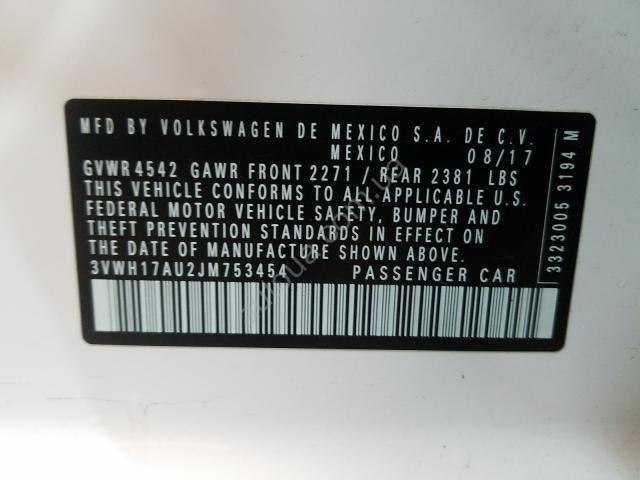 MFD BY VOLKSWAGEN DE MEXICO S.A. DE C.V.
MEXICO 08/17
GVWR 4542 GAWR FRONT 2271 / REAR 2381 LBS
THIS VEHICLE CONFORMS TO ALL APPLICABLE U.S.
FEDERAL MOTOR VEHICLE SAFETY, BUMPER AND
THEFT PREVENTION STANDARDS IN EFFECT ON
THE DATE OF MANUFACTURE SHOWN ABOVE.
3VWH17AU2JM753454 PASSENGER CAR
3323005 3194 M